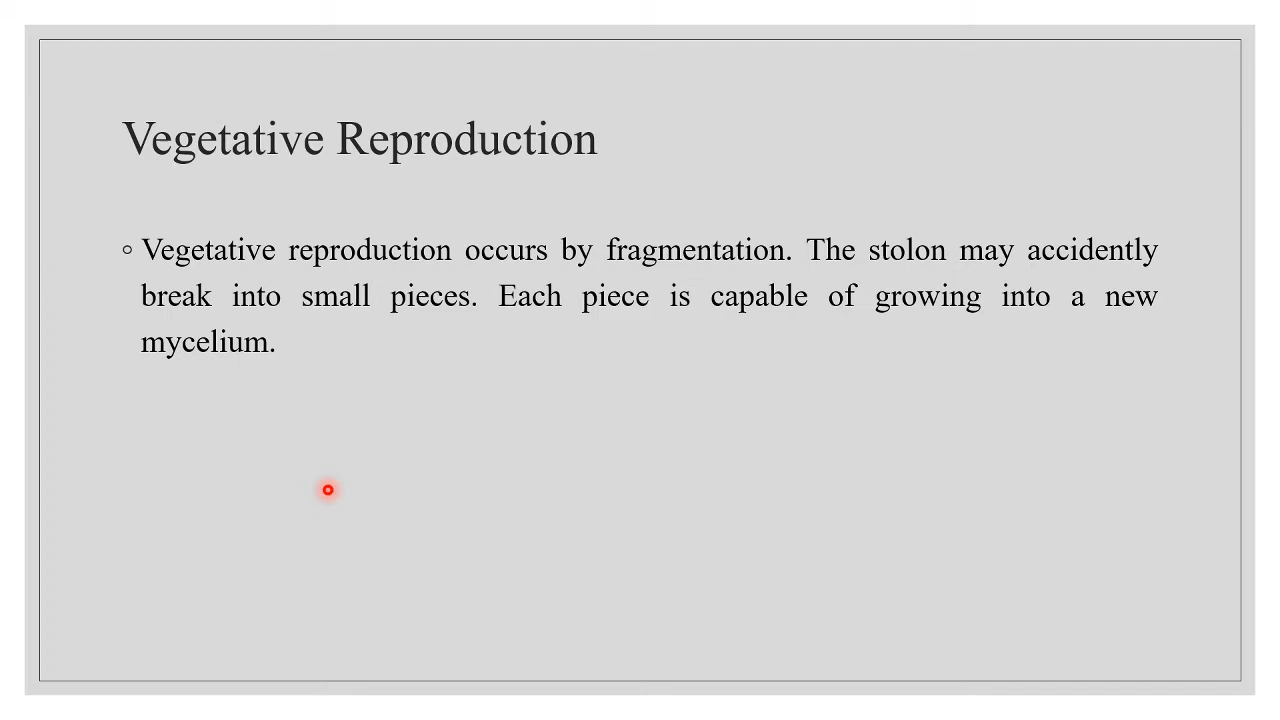 Vegetative Reproduction
◦ Vegetative reproduction occurs by fragmentation. The stolon may accidently
break into small pieces. Each piece is capable of growing into a new
mycelium.